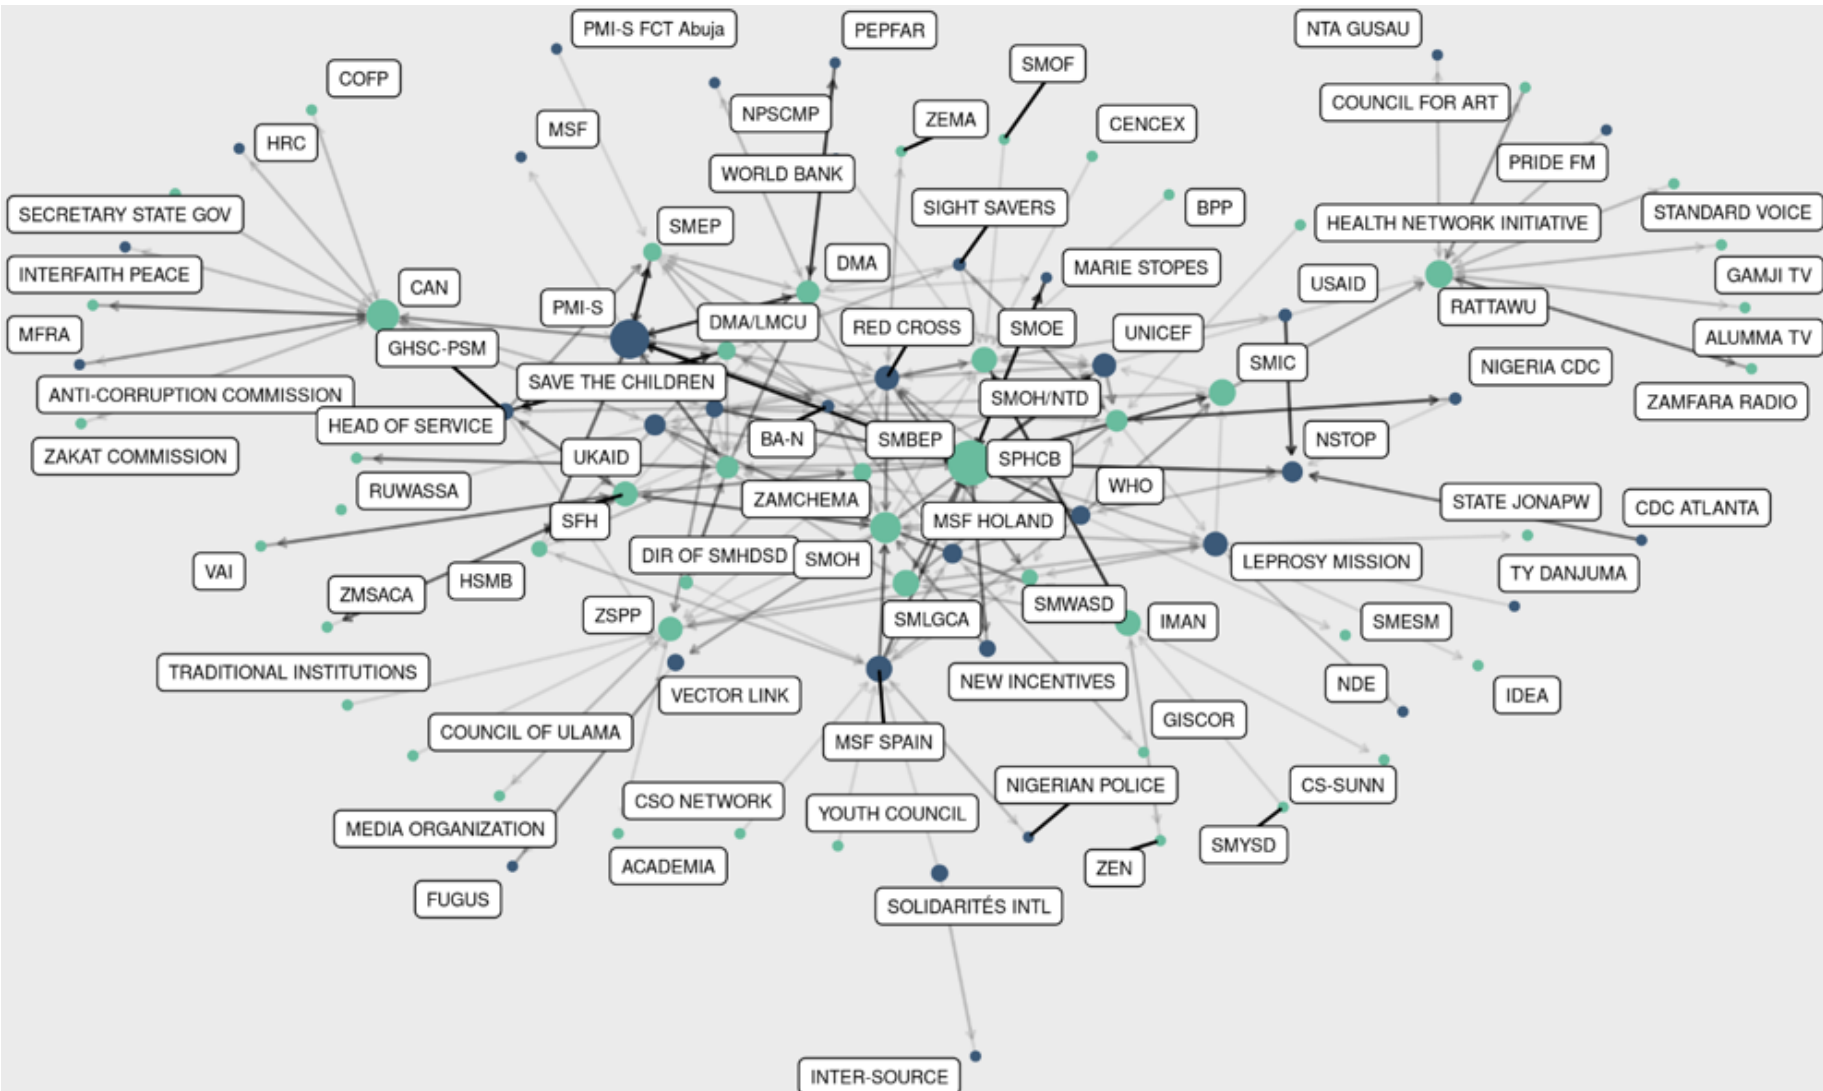 PMI-S FCT Abuja
PEPFAR
NTA GUSAU
COFP
SMOF
COUNCIL FOR ART
NPSCMP
ZEMA
CENCEX
MSF
HRC
PRIDE FM
WORLD BANK
SIGHT SAVERS
BPP
SECRETARY STATE GOV
STANDARD VOICE
HEALTH NETWORK INITIATIVE
SMEP
DMA
MARIE STOPES
INTERFAITH PEACE
GAMJI TV
USAID
CAN
PMI-S
RATTAWU
DMA/LMCU
RED CROSS
SMOE
UNICEF
MFRA
ALUMMA TV
GHSC-PSM
SMIC
NIGERIA CDC
SAVE THE CHILDREN
ANTI-CORRUPTION COMMISSION
SMOH/NTD
ZAMFARA RADIO
HEAD OF SERVICE
BA-N
SMBEP
NSTOP
ZAKAT COMMISSION
UKAID
SPHCB
RUWASSA
WHO
ZAMCHEMA
STATE JONAPW
CDC ATLANTA
SFH
MSF HOLAND
VAI
DIR OF SMHDSD
SMOH
LEPROSY MISSION
TY DANJUMA
HSMB
ZMSACA
SMWASD
ZSPP
SMLGCA
IMAN
SMESM
TRADITIONAL INSTITUTIONS
NEW INCENTIVES
NDE
IDEA
VECTOR LINK
GISCOR
COUNCIL OF ULAMA
MSF SPAIN
NIGERIAN POLICE
CS-SUNN
CSO NETWORK
YOUTH COUNCIL
MEDIA ORGANIZATION
SMYSD
ACADEMIA
ZEN
FUGUS
SOLIDARITÉS INTL
INTER-SOURCE